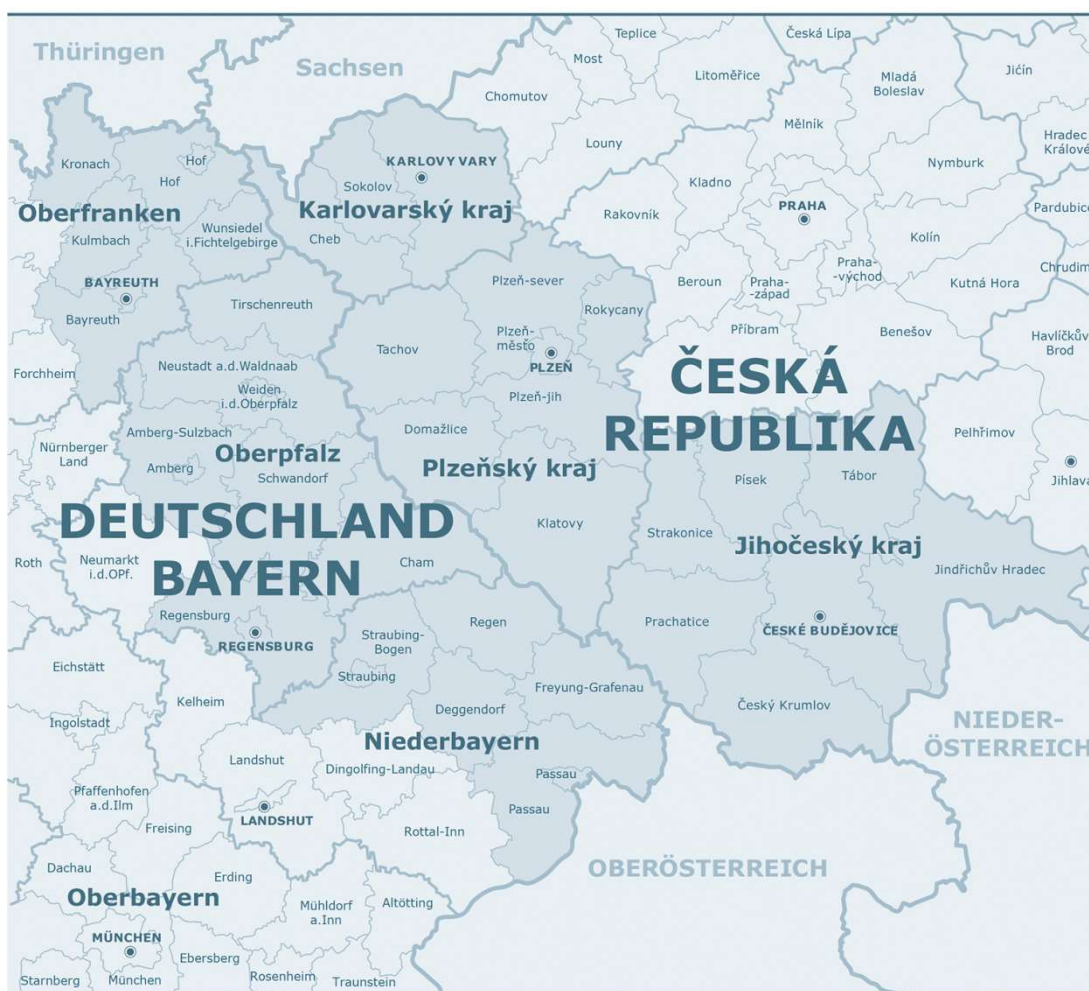 Thüringen
Sachsen
Teplice
Česká Lípa
Most
Litoměřice
Mladá
Boleslav
Jičín
Chomutov
Mělník
Hradec
Králové
Louny
Kronach
Hof
Hof
KARLOVY VARY
Sokolov
Kladno
Nymburk
Oberfranken
Karlovarský kraj
Rakovník
PRAHA
Pardubice
Wunsiedel
i.Fichtelgebirge
Kulmbach
Cheb
Kolín
BAYREUTH
Plzeň-sever
Beroun
Praha-
-západ
Praha-
-východ
Kutná Hora
Chrudim
Tirschenreuth
Rokycany
Bayreuth
Příbram
Benešov
Havlíčkův
Brod
Tachov
Plzeň-
město
PLZEŇ
Forchheim
Neustadt a.d.Waldnaab
ČESKÁ
REPUBLIKA
Weiden
i.d.Oberpfalz
Plzeň-jih
Amberg-Sulzbach
Domažlice
Pelhřimov
Nürnberger
Land
Oberpfalz
Amberg
Schwandorf
Plzeňský kraj
Písek
Tábor
Jihlava
DEUTSCHLAND
BAYERN
Klatovy
Strakonice
Jihočeský kraj
Roth
Neumarkt
i.d.OPf.
Cham
Jindřichův Hradec
Regensburg
REGENSBURG
Straubing-
Bogen
Regen
Prachatice
ČESKÉ BUDĚJOVICE
Eichstätt
Straubing
Kelheim
Freyung-Grafenau
Deggendorf
Český Krumlov
Ingolstadt
Niederbayern
NIEDER-
ÖSTERREICH
Landshut
Dingolfing-Landau
Passau
Pfaffenhofen
a.d.Ilm
LANDSHUT
Passau
Freising
Rottal-Inn
Dachau
Erding
OBERÖSTERREICH
Oberbayern
Mühldorf
a.Inn
Altötting
MÜNCHEN
Ebersberg
Starnberg
München
Rosenheim
Traunstein